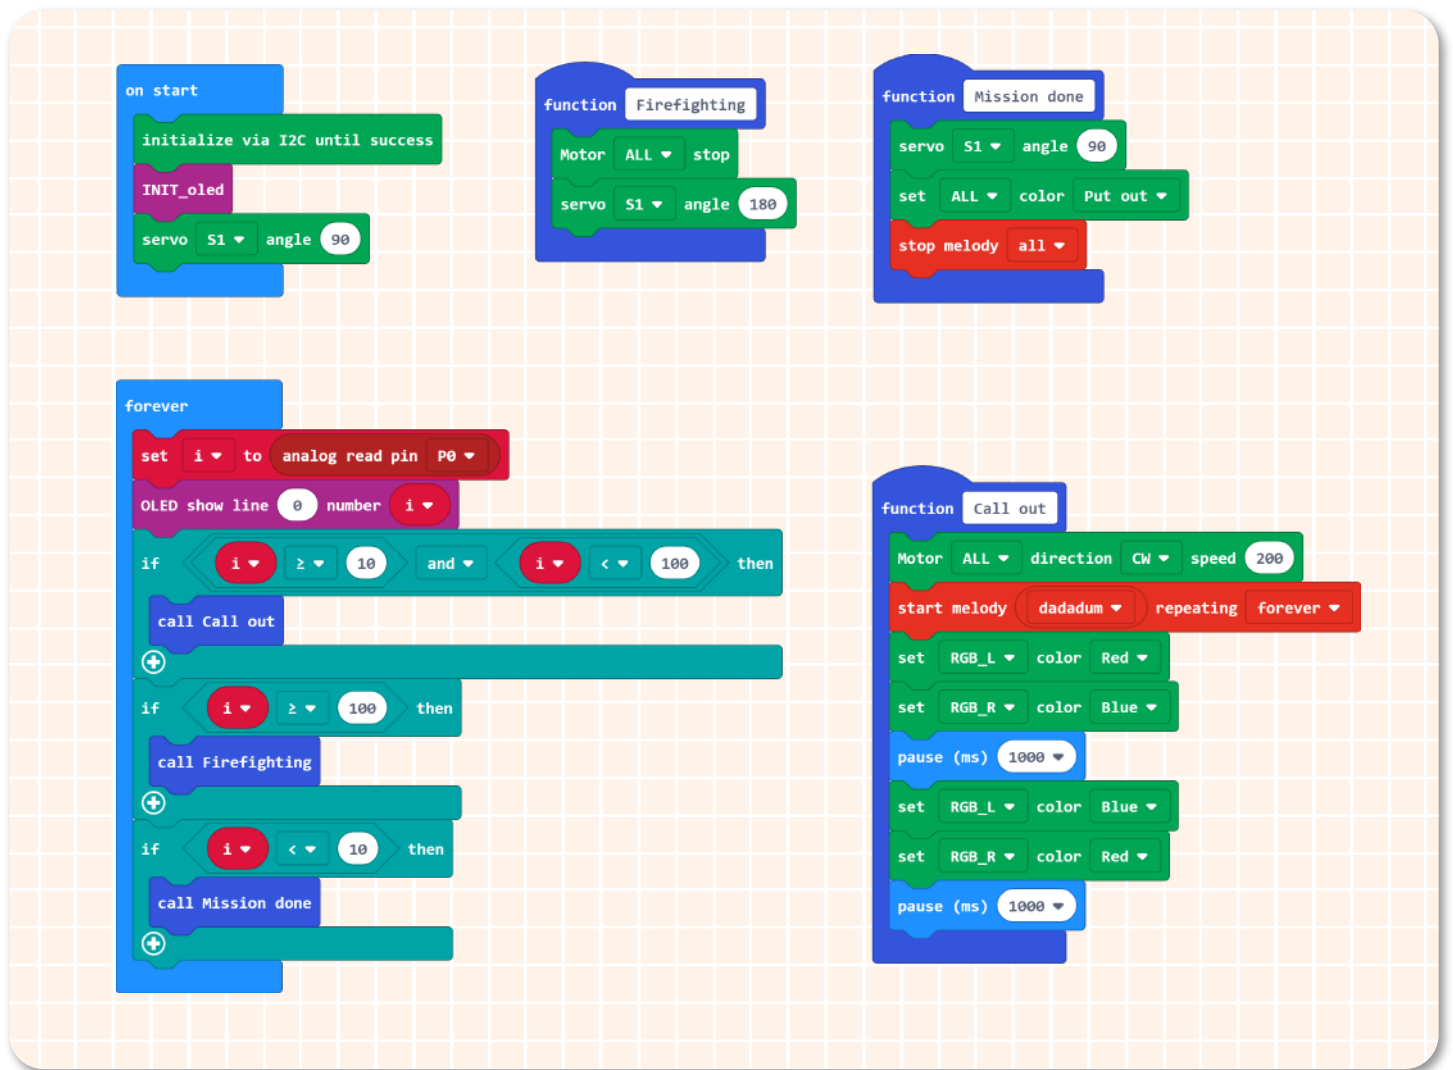 on start
initialize via I2C until success
INIT_oled
servo S1 angle 90
function Firefighting
Motor ALL stop
servo S1 angle 180
function Mission done
servo S1 angle 90
set ALL color Put out
stop melody all
forever
set i to analog read pin P0
OLED show line 0 number i
if i ≥ 10 and i < 100 then
call Call out
if i ≥ 100 then
call Firefighting
if i < 10 then
call Mission done
function Call out
Motor ALL direction CW speed 200
start melody dadadum repeating forever
set RGB_L color Red
set RGB_R color Blue
pause (ms) 1000
set RGB_L color Blue
set RGB_R color Red
pause (ms) 1000